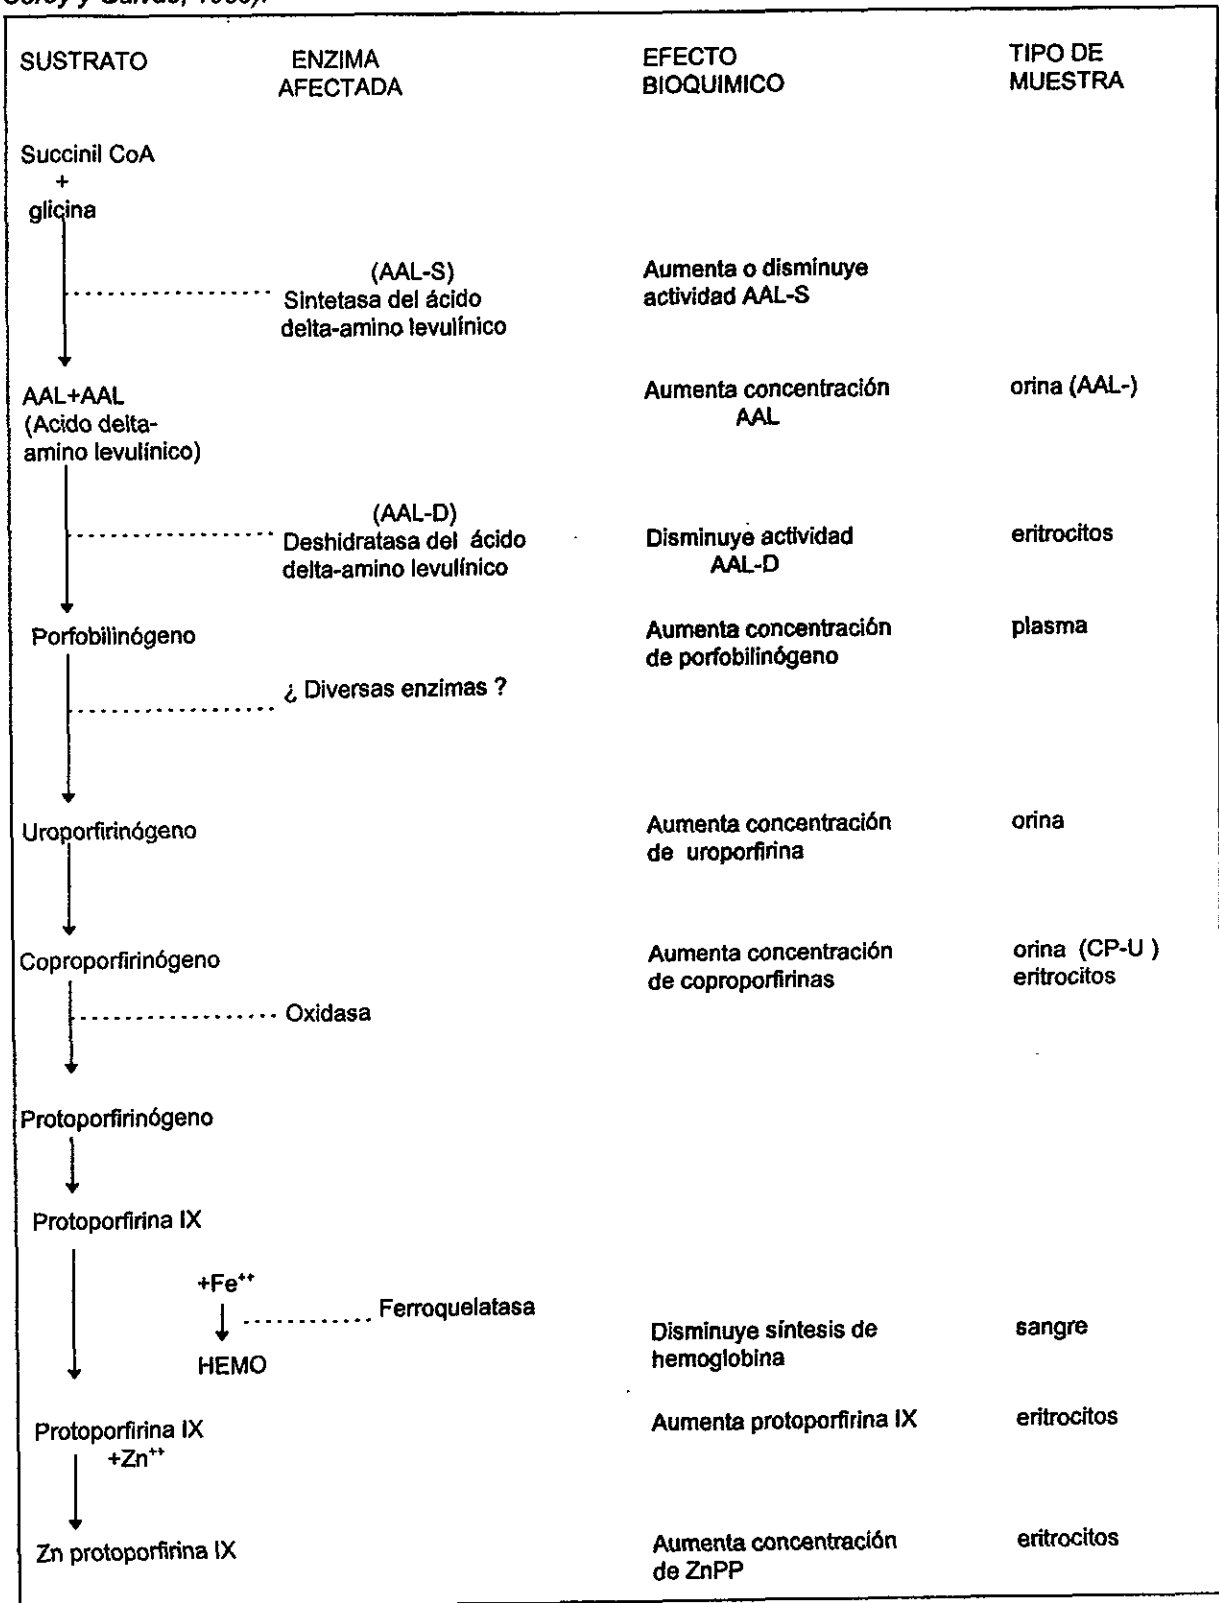 SUSTRATO ENZIMA AFECTADA EFECTO BIOQUIMICO TIPO DE MUESTRA
Succinil CoA
+
glicina
(AAL-S)
Sintetasa del ácido
delta-amino levulínico
Aumenta o disminuye
actividad AAL-S
AAL+AAL
(Acido delta-
amino levulínico)
Aumenta concentración
AAL
orina (AAL-)
(AAL-D)
Deshidratasa del ácido
delta-amino levulínico
Disminuye actividad
AAL-D
eritrocitos
Porfobilinógeno
Aumenta concentración
de porfobilinógeno
plasma
¿ Diversas enzimas ?
Uroporfirinógeno
Aumenta concentración
de uroporfirina
orina
Coproporfirinógeno
Aumenta concentración
de coproporfirinas
orina (CP-U )
eritrocitos
Oxidasa
Protoporfirinógeno
Protoporfirina IX
+Fe⁺⁺
Ferroquelatasa
HEMO
Disminuye síntesis de
hemoglobina
sangre
Protoporfirina IX
+Zn⁺⁺
Aumenta protoporfirina IX
eritrocitos
Zn protoporfirina IX
Aumenta concentración
de ZnPP
eritrocitos